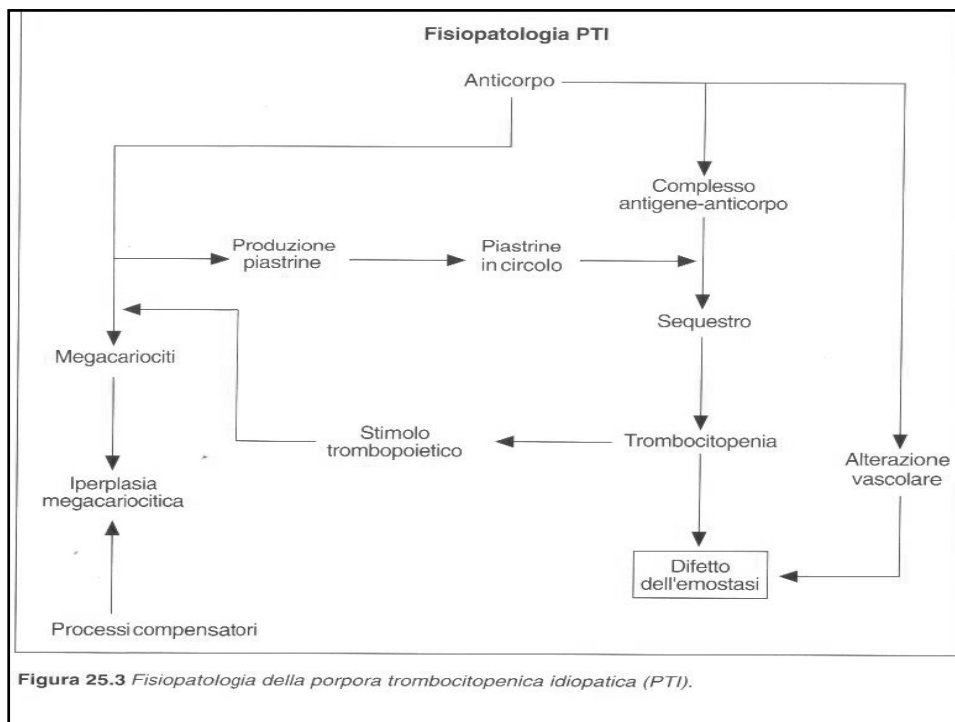 Fisiopatologia PTI
Anticorpo
Complesso
antigene-anticorpo
Produzione
piastrine
Piastrine
in circolo
Sequestro
Megacariociti
Stimolo
trombopoietico
Trombocitopenia
Alterazione
vascolare
Iperplasia
megacariocitica
Difetto
dell'emostasi
Processi compensatori
Figura 25.3 Fisiopatologia della porpora trombocitopenica idiopatica (PTI).